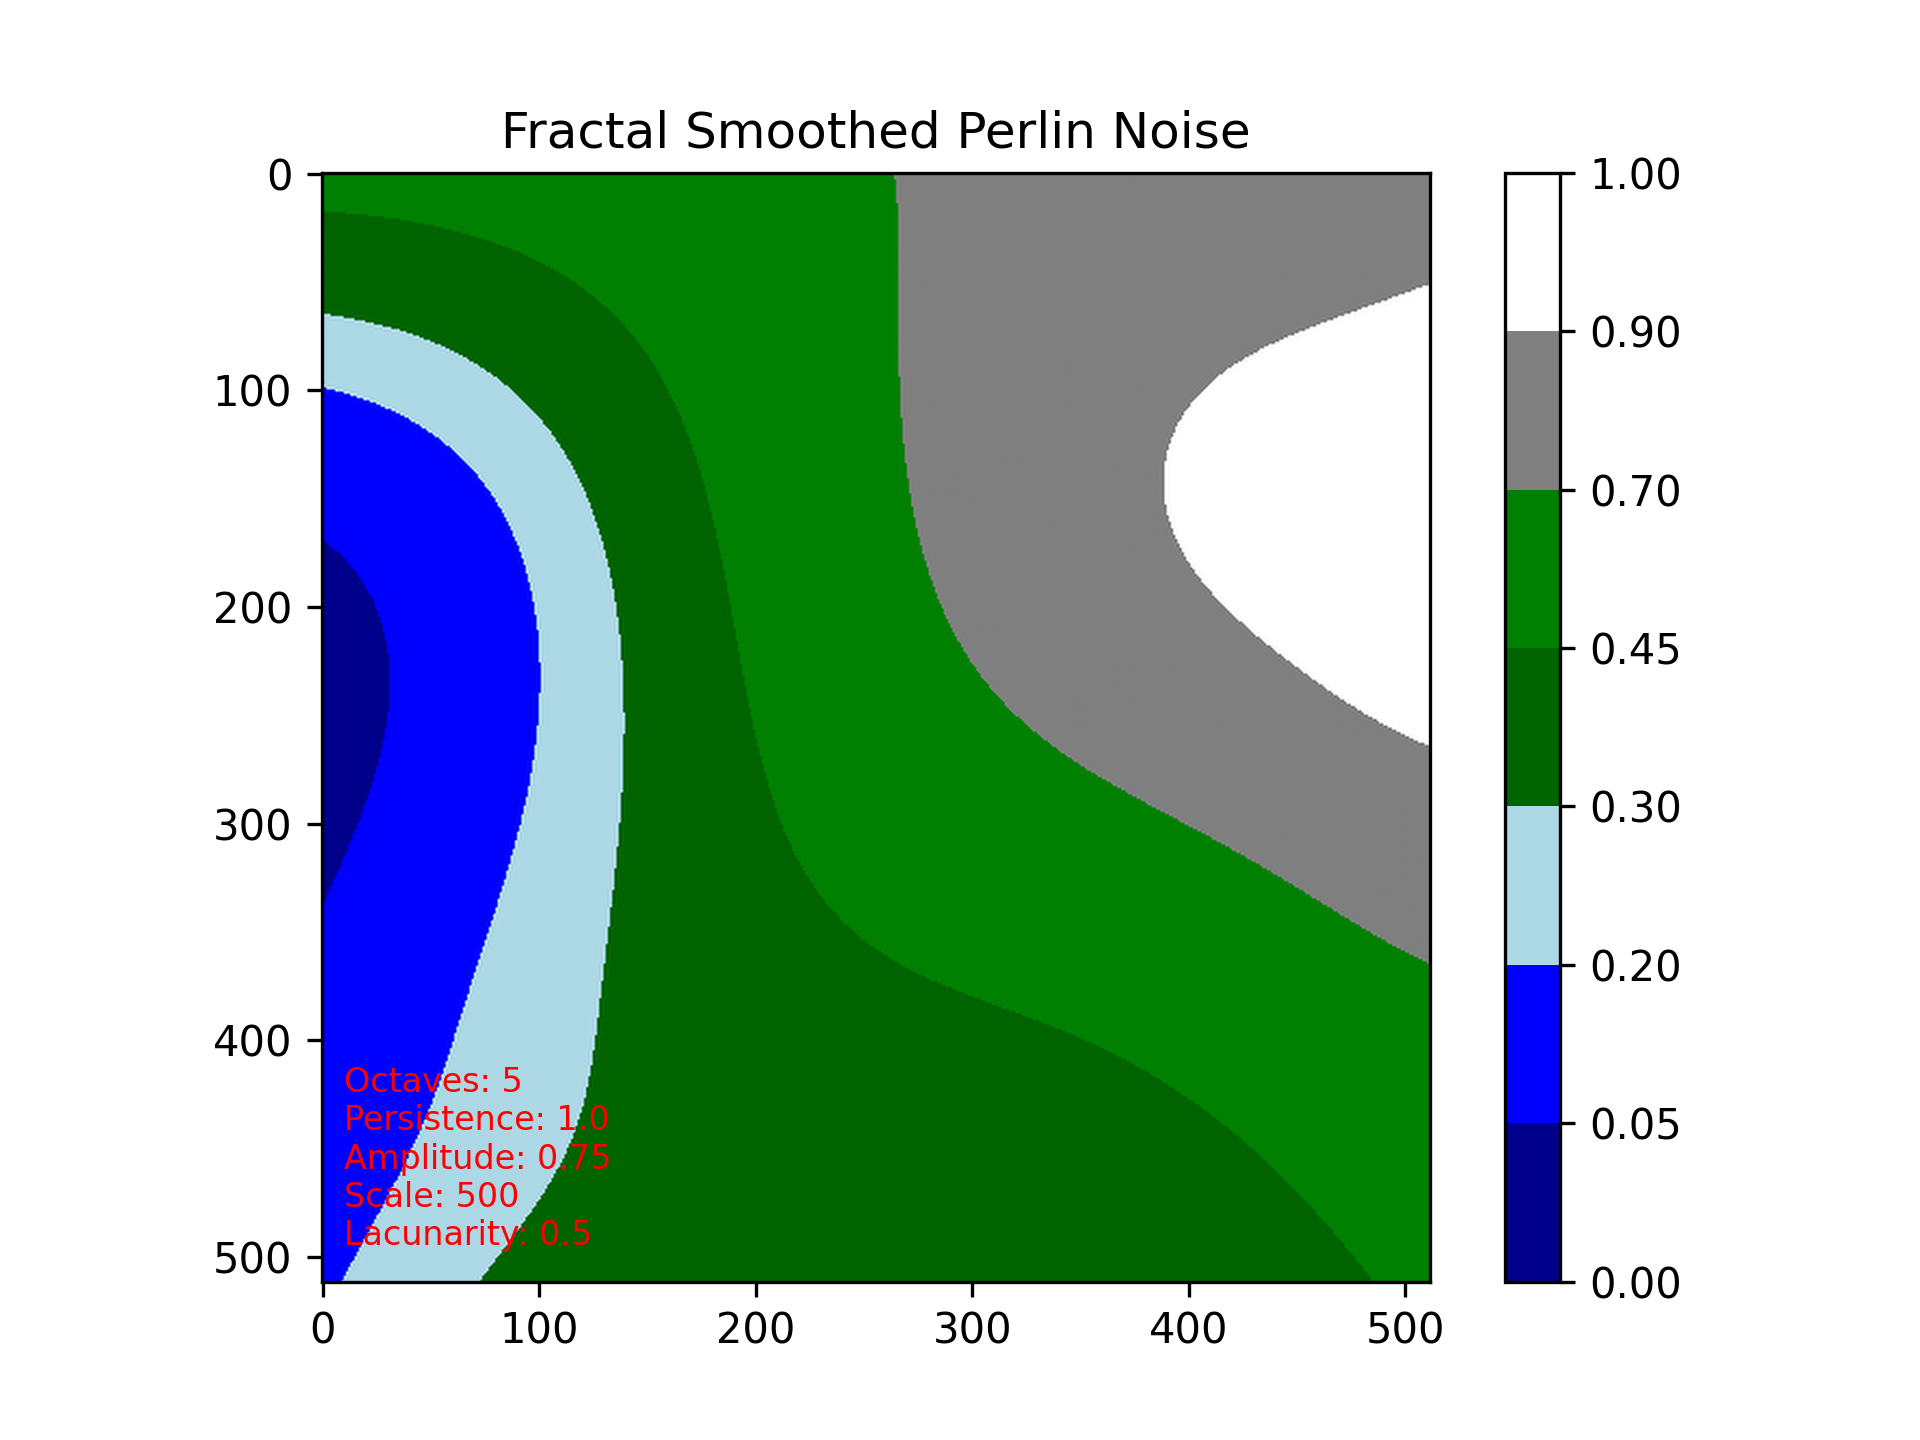 Fractal Smoothed Perlin Noise
0
100
200
300
400
500
0 100 200 300 400 500
Octaves: 5
Persistence: 1.0
Amplitude: 0.75
Scale: 500
Lacunarity: 0.5
1.00
0.90
0.70
0.45
0.30
0.20
0.05
0.00